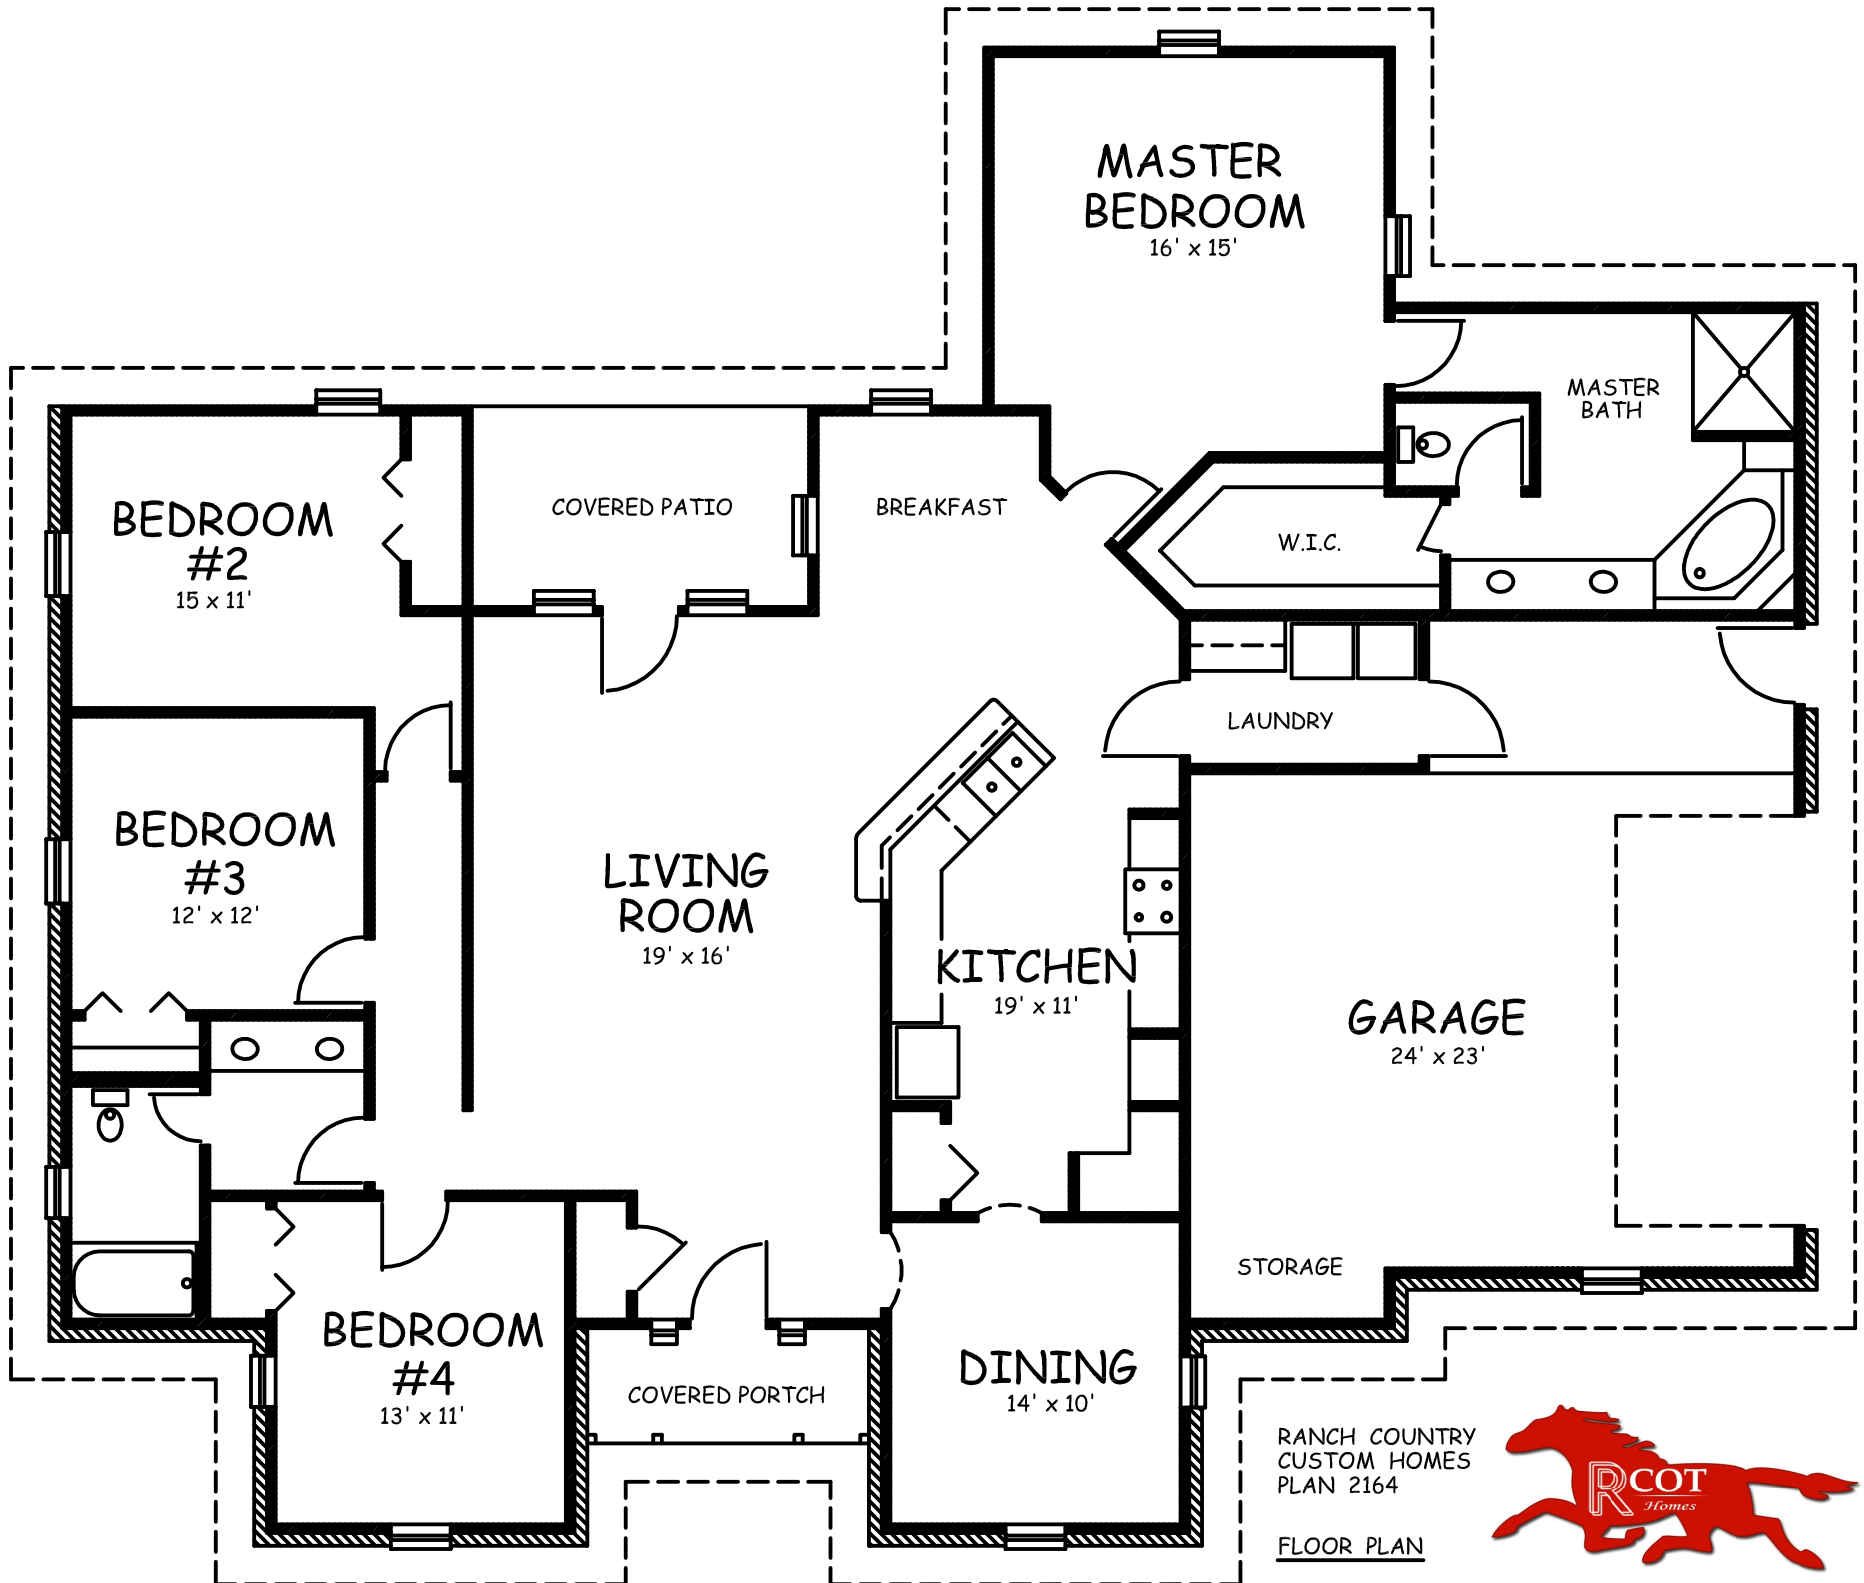 MASTER
BEDROOM
16' x 15'
MASTER
BATH
BEDROOM
#2
15 x 11'
COVERED PATIO
BREAKFAST
W.I.C.
LAUNDRY
BEDROOM
#3
12' x 12'
LIVING
ROOM
19' x 16'
KITCHEN
19' x 11'
GARAGE
24' x 23'
STORAGE
BEDROOM
#4
13' x 11'
COVERED PORTCH
DINING
14' x 10'
RANCH COUNTRY
CUSTOM HOMES
PLAN 2164
FLOOR PLAN
RCOT
Homes